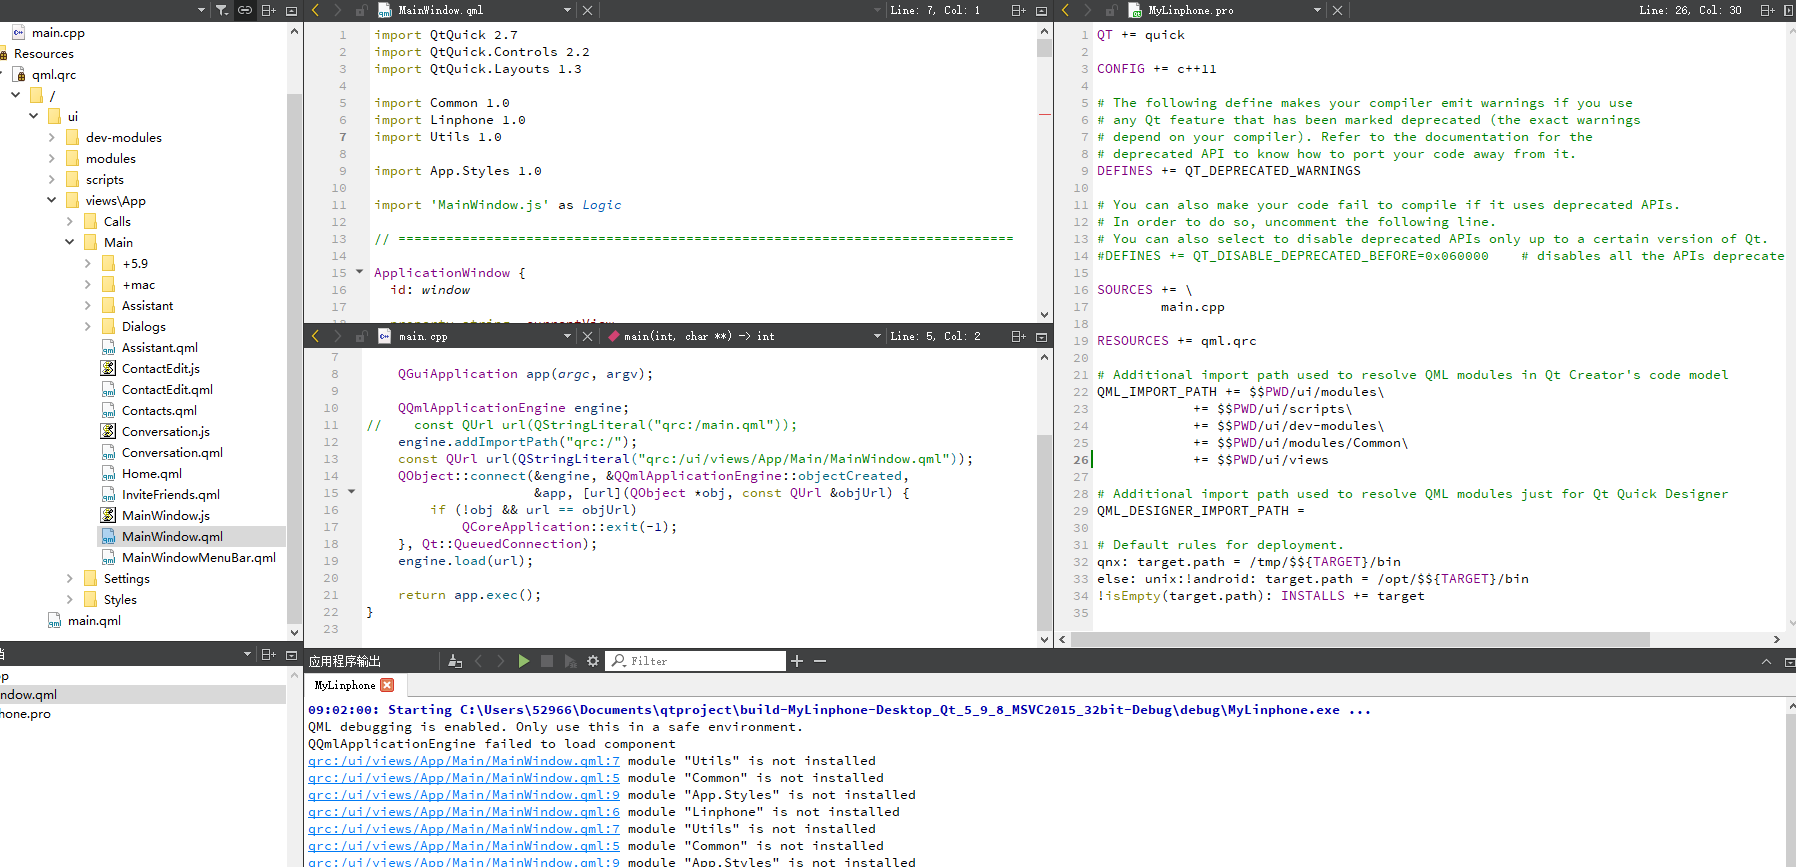 main.cpp
Resources
qml.qrc
/
ui
dev-modules
modules
scripts
views\App
Calls
Main
+5.9
+mac
Assistant
Dialogs
Assistant.qml
ContactEdit.js
ContactEdit.qml
Contacts.qml
Conversation.js
Conversation.qml
Home.qml
InviteFriends.qml
MainWindow.js
MainWindow.qml
MainWindowMenuBar.qml
Settings
Styles
main.qml
ndow.qml
hone.pro
MainWindow.qml
Line: 7, Col: 1
1 import QtQuick 2.7
2 import QtQuick.Controls 2.2
3 import QtQuick.Layouts 1.3
4
5 import Common 1.0
6 import Linphone 1.0
7 import Utils 1.0
8
9 import App.Styles 1.0
10
11 import 'MainWindow.js' as Logic
12
13 // =============================================================================
14
15 ApplicationWindow {
16 id: window
17
main.cpp
main(int, char **) -> int
Line: 5, Col: 2
7
8 QGuiApplication app(argc, argv);
9
10 QQmlApplicationEngine engine;
11 // const QUrl url(QStringLiteral("qrc:/main.qml"));
12 engine.addImportPath("qrc:/");
13 const QUrl url(QStringLiteral("qrc:/ui/views/App/Main/MainWindow.qml"));
14 QObject::connect(&engine, &QQmlApplicationEngine::objectCreated,
15 &app, [url](QObject *obj, const QUrl &objUrl) {
16 if (!obj && url == objUrl)
17 QCoreApplication::exit(-1);
18 }, Qt::QueuedConnection);
19 engine.load(url);
20
21 return app.exec();
22 }
23
MyLinphone.pro
Line: 26, Col: 30
1 QT += quick
2
3 CONFIG += c++11
4
5 # The following define makes your compiler emit warnings if you use
6 # any Qt feature that has been marked deprecated (the exact warnings
7 # depend on your compiler). Refer to the documentation for the
8 # deprecated API to know how to port your code away from it.
9 DEFINES += QT_DEPRECATED_WARNINGS
10
11 # You can also make your code fail to compile if it uses deprecated APIs.
12 # In order to do so, uncomment the following line.
13 # You can also select to disable deprecated APIs only up to a certain version of Qt.
14 #DEFINES += QT_DISABLE_DEPRECATED_BEFORE=0x060000 # disables all the APIs deprecate
15
16 SOURCES += \
17 main.cpp
18
19 RESOURCES += qml.qrc
20
21 # Additional import path used to resolve QML modules in Qt Creator's code model
22 QML_IMPORT_PATH += $$PWD/ui/modules\
23 += $$PWD/ui/scripts\
24 += $$PWD/ui/dev-modules\
25 += $$PWD/ui/modules/Common\
26 += $$PWD/ui/views
27
28 # Additional import path used to resolve QML modules just for Qt Quick Designer
29 QML_DESIGNER_IMPORT_PATH =
30
31 # Default rules for deployment.
32 qnx: target.path = /tmp/$${TARGET}/bin
33 else: unix:!android: target.path = /opt/$${TARGET}/bin
34 !isEmpty(target.path): INSTALLS += target
35
应用程序输出
Filter
MyLinphone
09:02:00: Starting C:\Users\52966\Documents\qtproject\build-MyLinphone-Desktop_Qt_5_9_8_MSVC2015_32bit-Debug\debug\MyLinphone.exe ...
QML debugging is enabled. Only use this in a safe environment.
QQmlApplicationEngine failed to load component
qrc:/ui/views/App/Main/MainWindow.qml:7 module "Utils" is not installed
qrc:/ui/views/App/Main/MainWindow.qml:5 module "Common" is not installed
qrc:/ui/views/App/Main/MainWindow.qml:9 module "App.Styles" is not installed
qrc:/ui/views/App/Main/MainWindow.qml:6 module "Linphone" is not installed
qrc:/ui/views/App/Main/MainWindow.qml:7 module "Utils" is not installed
qrc:/ui/views/App/Main/MainWindow.qml:5 module "Common" is not installed
qrc:/ui/views/App/Main/MainWindow.qml:9 module "App.Styles" is not installed